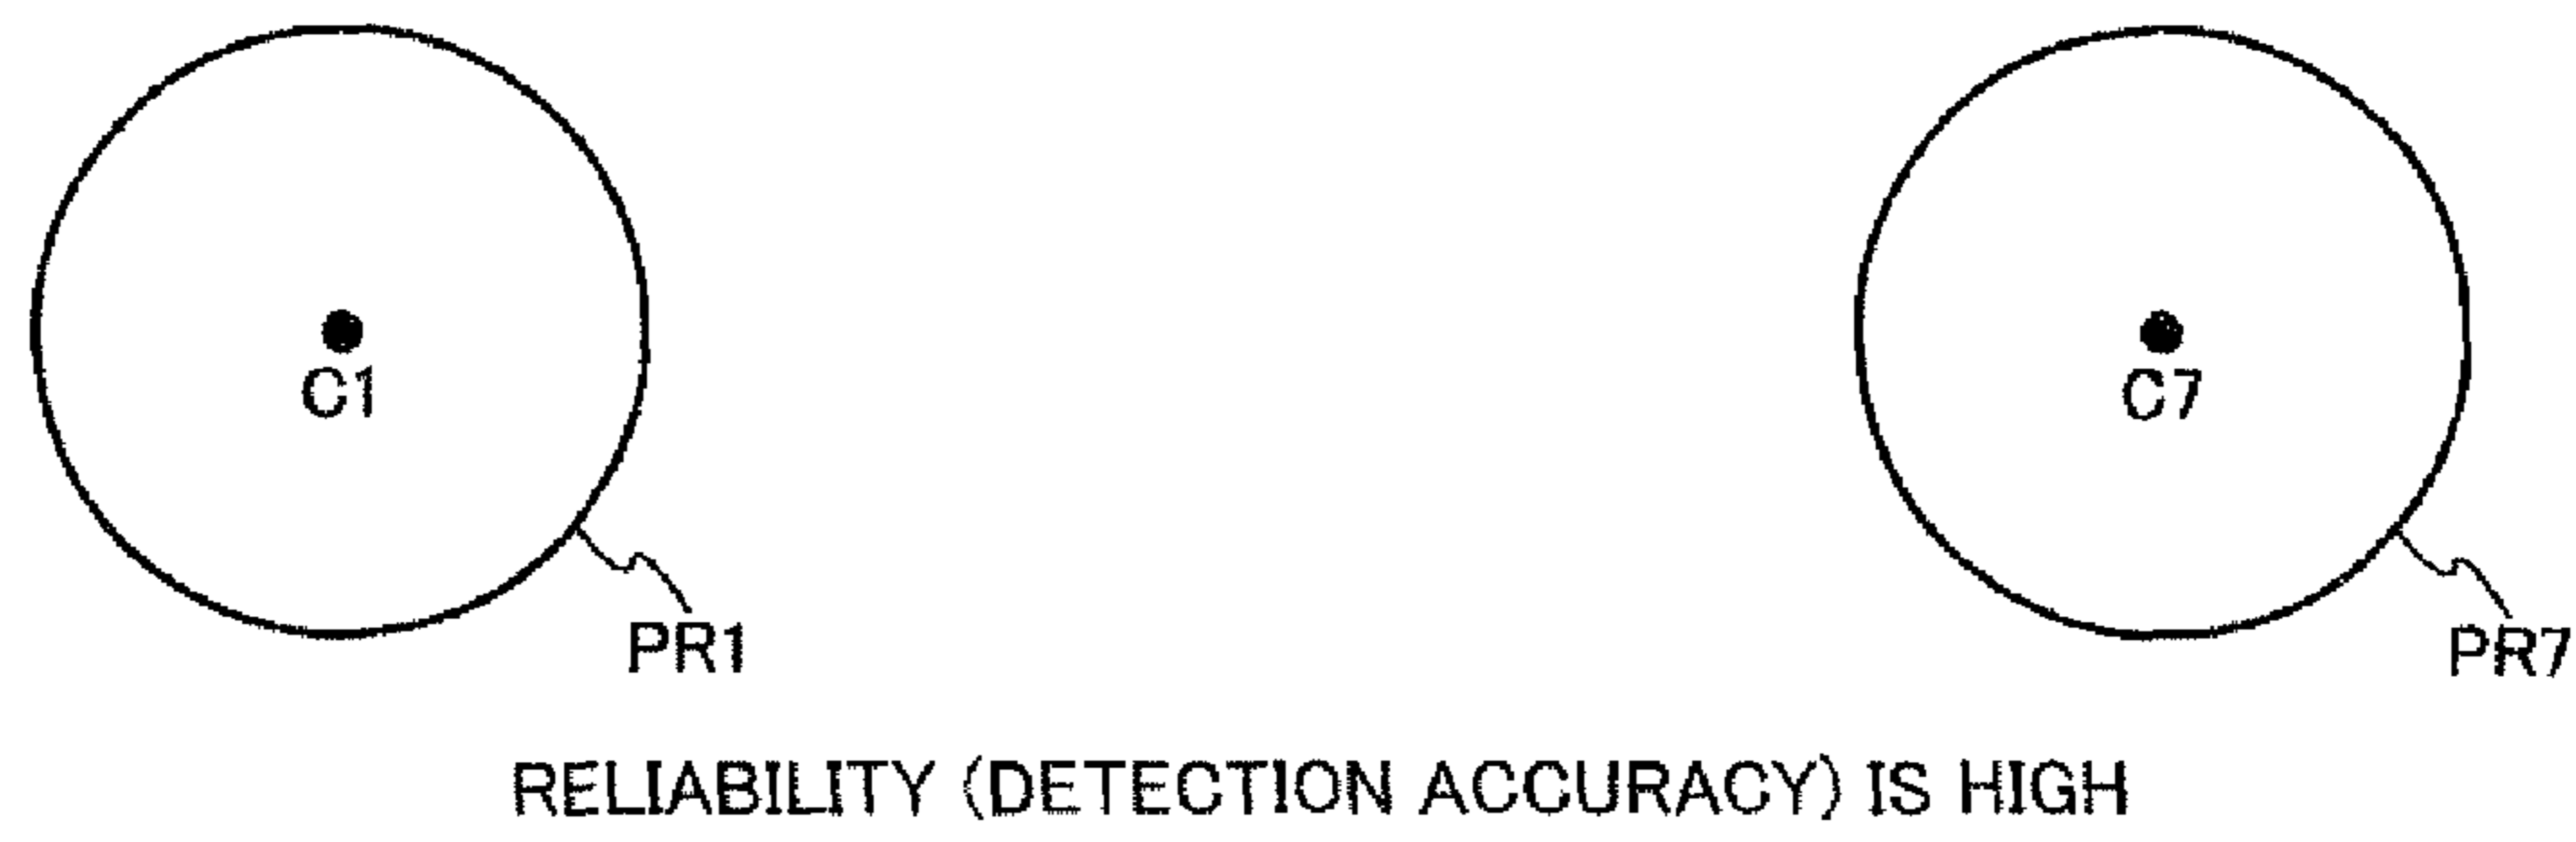 C1
C7
PR1
PR7
RELIABILITY (DETECTION ACCURACY) IS HIGH